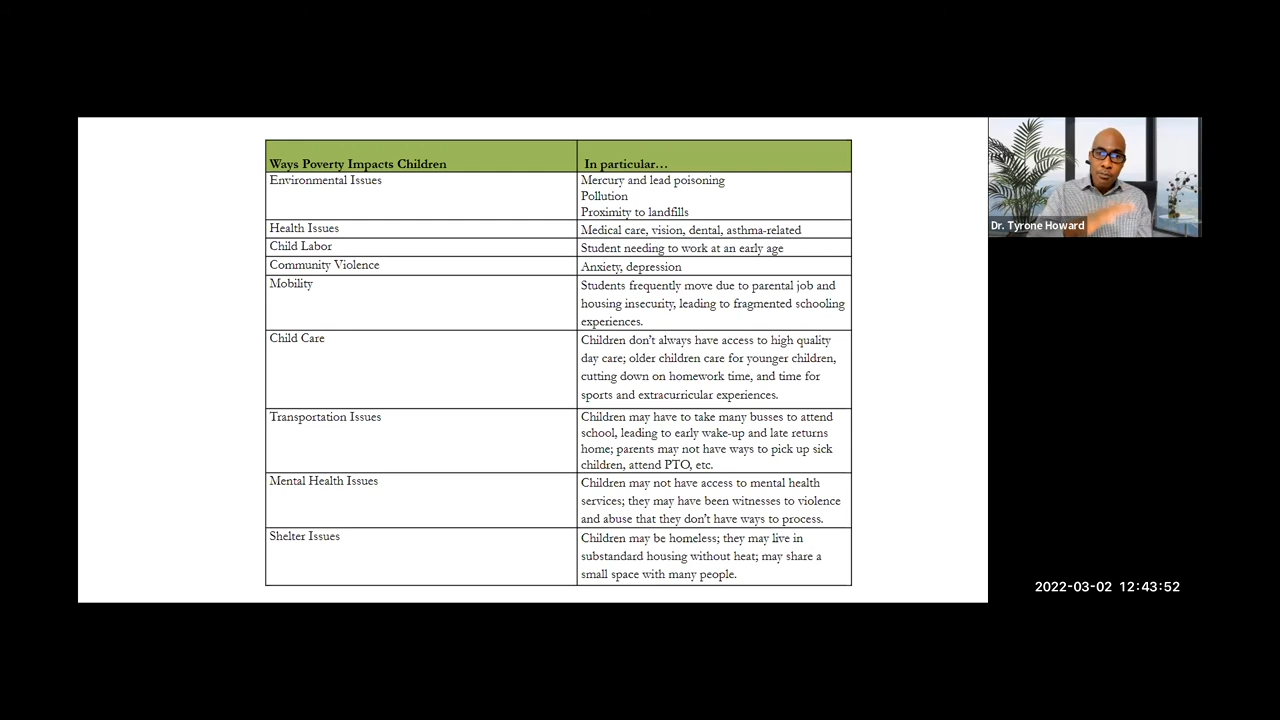 Ways Poverty Impacts Children
In particular…
Environmental Issues
Mercury and lead poisoning
Pollution
Proximity to landfills
Health Issues
Medical care, vision, dental, asthma-related
Child Labor
Student needing to work at an early age
Community Violence
Anxiety, depression
Mobility
Students frequently move due to parental job and
housing insecurity, leading to fragmented schooling
experiences.
Child Care
Children don't always have access to high quality
day care; older children care for younger children,
cutting down on homework time, and time for
sports and extracurricular experiences.
Transportation Issues
Children may have to take many busses to attend
school, leading to early wake-up and late returns
home; parents may not have ways to pick up sick
children, attend PTO, etc.
Mental Health Issues
Children may not have access to mental health
services; they may have been witnesses to violence
and abuse that they don't have ways to process.
Shelter Issues
Children may be homeless; they may live in
substandard housing without heat; may share a
small space with many people.
Dr. Tyrone Howard
2022-03-02 12:43:52